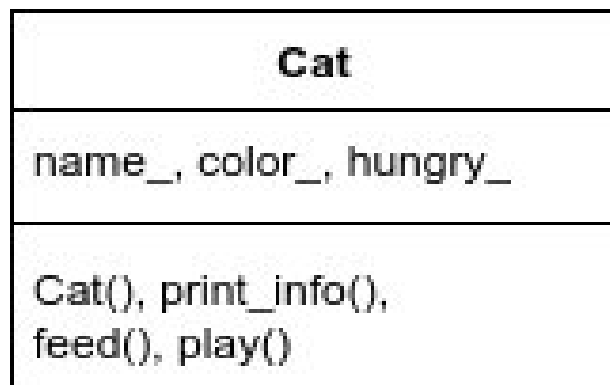 Cat
name_, color_, hungry_
Cat(), print_info(),
feed(), play()